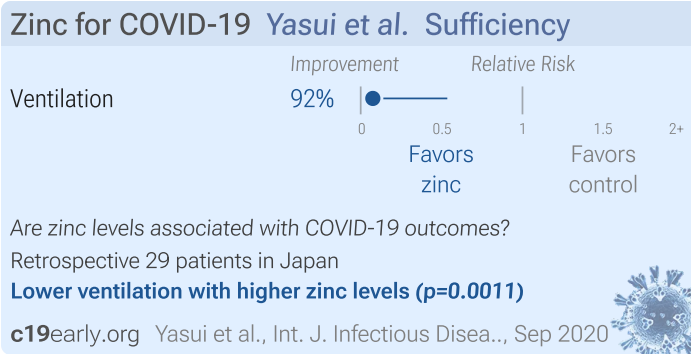 Zinc for COVID-19 Yasui et al. Sufficiency
Improvement Relative Risk
Ventilation 92%
0 0.5 1 1.5 2+
Favors zinc
Favors control
Are zinc levels associated with COVID-19 outcomes?
Retrospective 29 patients in Japan
Lower ventilation with higher zinc levels (p=0.0011)
c19early.org Yasui et al., Int. J. Infectious Disea.., Sep 2020